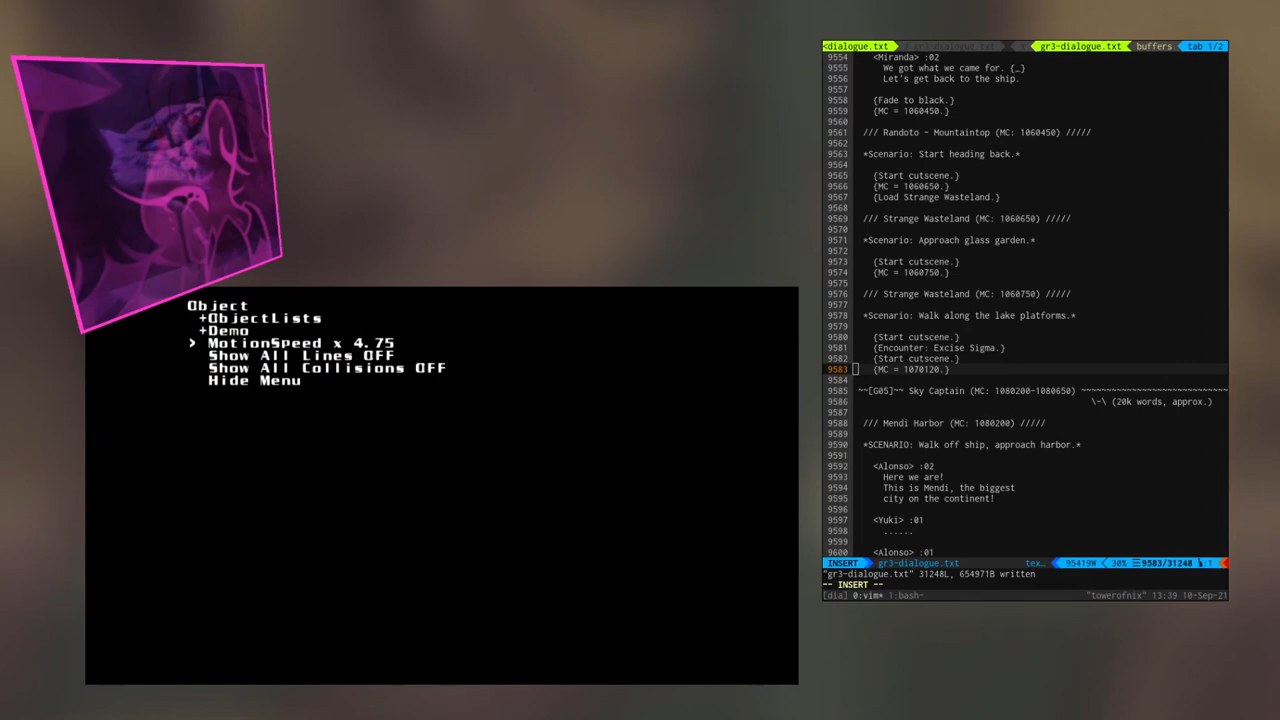 Object
+ObjectLists
+Demo
> MotionSpeed x 4.75
Show All Lines OFF
Show All Collisions OFF
Hide Menu
<dialogue.txt gr3-dialogue.txt gr3-dialogue.txt buffers tab 1/2
9554 <Miranda> :02
9555 We got what we came for. {_}
9556 Let's get back to the ship.
9557
9558 {Fade to black.}
9559 {MC = 1060450.}
9560
9561 /// Randoto - Mountaintop (MC: 1060450) /////
9562
9563 *Scenario: Start heading back.*
9564
9565 {Start cutscene.}
9566 {MC = 1060650.}
9567 {Load Strange Wasteland.}
9568
9569 /// Strange Wasteland (MC: 1060650) /////
9570
9571 *Scenario: Approach glass garden.*
9572
9573 {Start cutscene.}
9574 {MC = 1060750.}
9575
9576 /// Strange Wasteland (MC: 1060750) /////
9577
9578 *Scenario: Walk along the lake platforms.*
9579
9580 {Start cutscene.}
9581 {Encounter: Excise Sigma.}
9582 {Start cutscene.}
9583 {MC = 1070120.}
9584
9585 ~~[G05]~~ Sky Captain (MC: 1080200-1080650) ~~~~~~~~~~~~~~~~~~~~~~~~~~~~
9586 \~\ (20k words, approx.)
9587
9588 /// Mendi Harbor (MC: 1080200) /////
9589
9590 *SCENARIO: Walk off ship, approach harbor.*
9591
9592 <Alonso> :02
9593 Here we are!
9594 This is Mendi, the biggest
9595 city on the continent!
9596
9597 <Yuki> :01
9598 ......
9599
9600 <Alonso> :01
INSERT gr3-dialogue.txt tex… 95419W 30% 9583/31248 :1
"gr3-dialogue.txt" 31248L, 654971B written
-- INSERT --
[dia] 0:vim* 1:bash- "towerofnix" 13:39 10-Sep-21